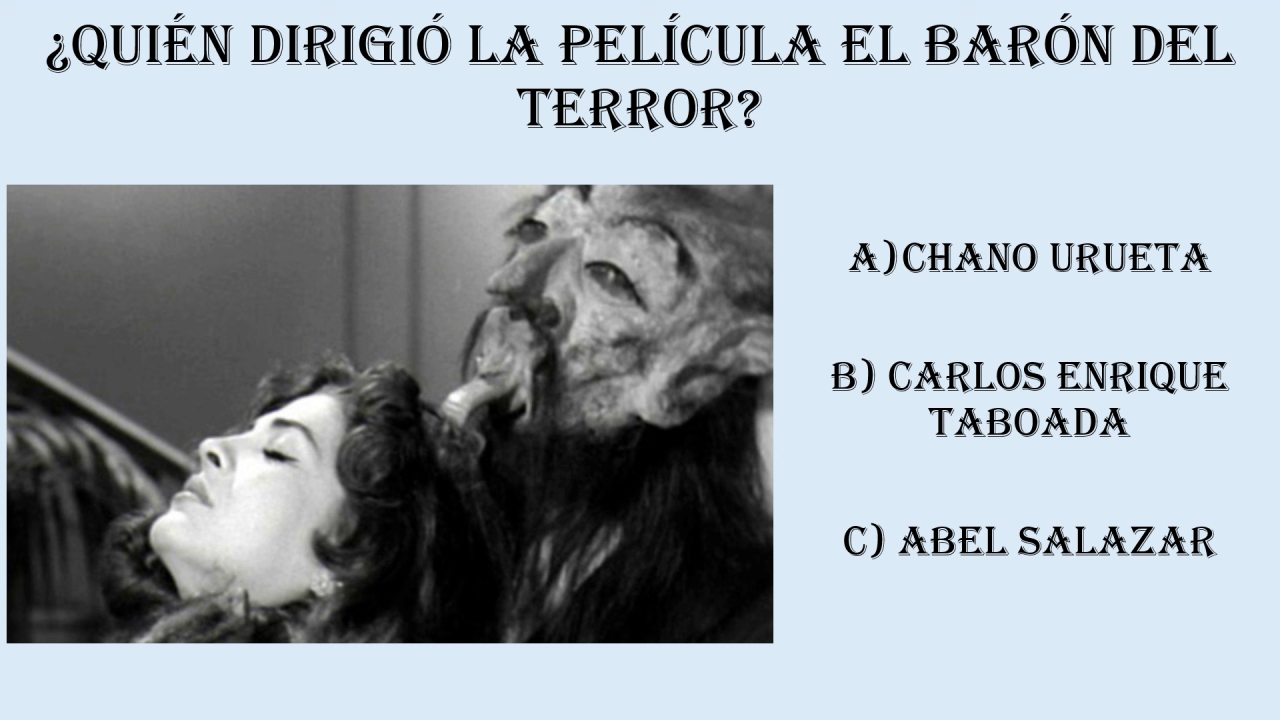 ¿QUIÉN DIRIGIÓ LA PELÍCULA EL BARÓN DEL
TERROR?
A)CHANO URUETA
B) CARLOS ENRIQUE
TABOADA
C) ABEL SALAZAR